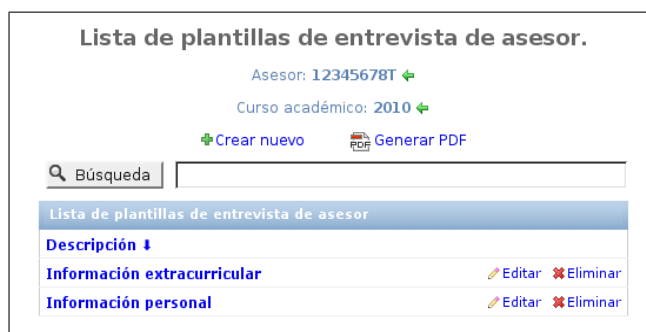 Lista de plantillas de entrevista de asesor.
Asesor: 12345678T
Curso académico: 2010
Crear nuevo PDF Generar PDF
Búsqueda
Lista de plantillas de entrevista de asesor
Descripción
Información extracurricular Editar Eliminar
Información personal Editar Eliminar